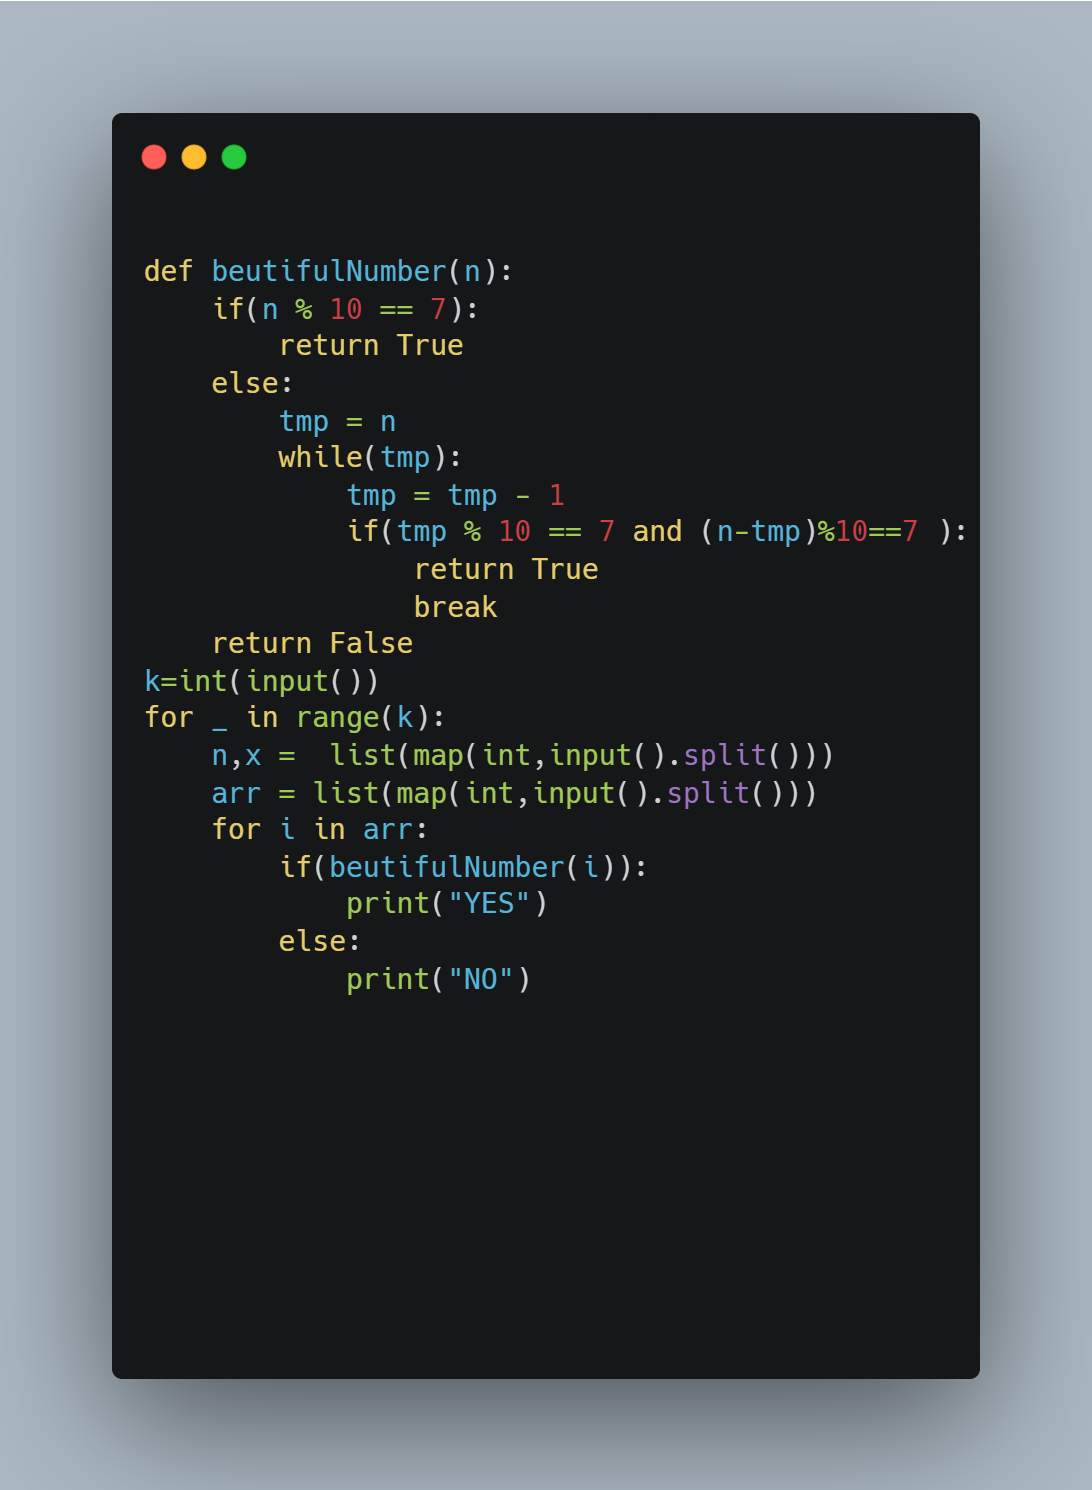 def beutifulNumber(n):
    if(n % 10 == 7):
        return True
    else:
        tmp = n
        while(tmp):
            tmp = tmp - 1
            if(tmp % 10 == 7 and (n-tmp)%10==7 ):
                return True
                break
    return False
k=int(input())
for _ in range(k):
    n,x =  list(map(int,input().split()))
    arr = list(map(int,input().split()))
    for i in arr:
        if(beutifulNumber(i)):
            print("YES")
        else:
            print("NO")